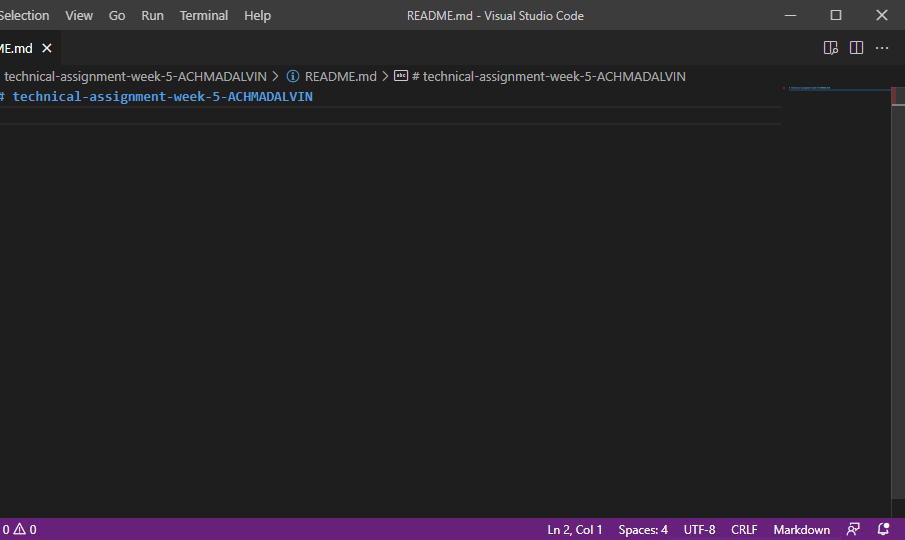 Selection View Go Run Terminal Help README.md - Visual Studio Code
ME.md
technical-assignment-week-5-ACHMADALVIN > README.md > # technical-assignment-week-5-ACHMADALVIN
# technical-assignment-week-5-ACHMADALVIN
0 0 Ln 2, Col 1 Spaces: 4 UTF-8 CRLF Markdown